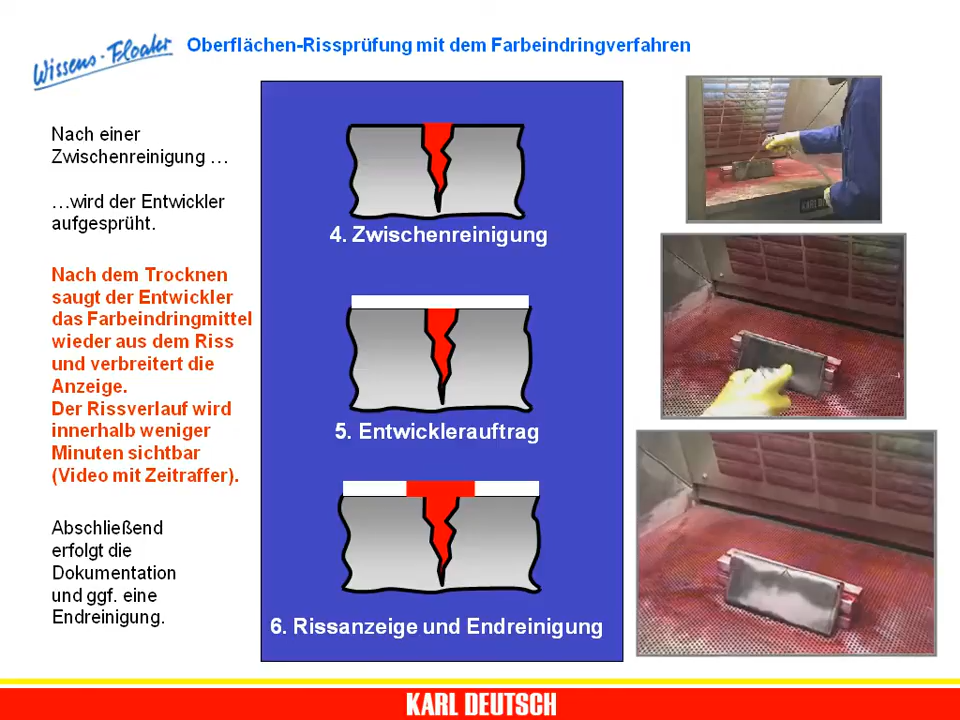 Wissens-Floater
Oberflächen-Rissprüfung mit dem Farbeindringverfahren
Nach einer
Zwischenreinigung …
…wird der Entwickler
aufgesprüht.
Nach dem Trocknen
saugt der Entwickler
das Farbeindringmittel
wieder aus dem Riss
und verbreitert die
Anzeige.
Der Rissverlauf wird
innerhalb weniger
Minuten sichtbar
(Video mit Zeitraffer).
Abschließend
erfolgt die
Dokumentation
und ggf. eine
Endreinigung.
4. Zwischenreinigung
5. Entwicklerauftrag
6. Rissanzeige und Endreinigung
KARL DEUTSCH